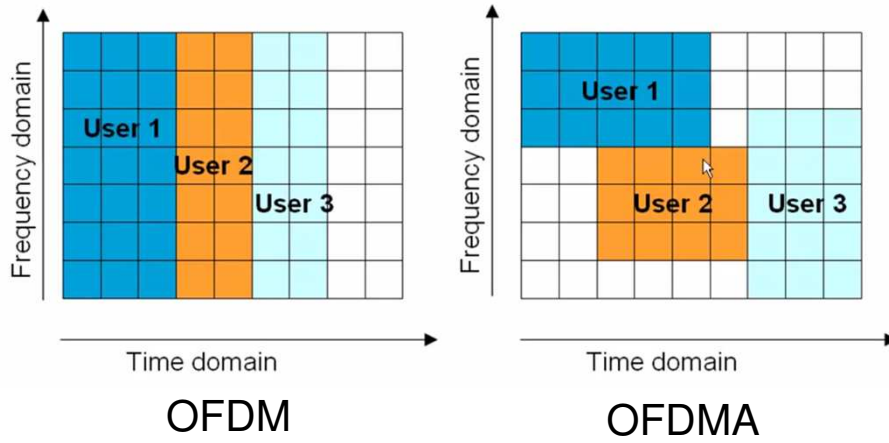 Frequency domain
User 1
User 2
User 3
Time domain
OFDM
Frequency domain
User 1
User 2
User 3
Time domain
OFDMA